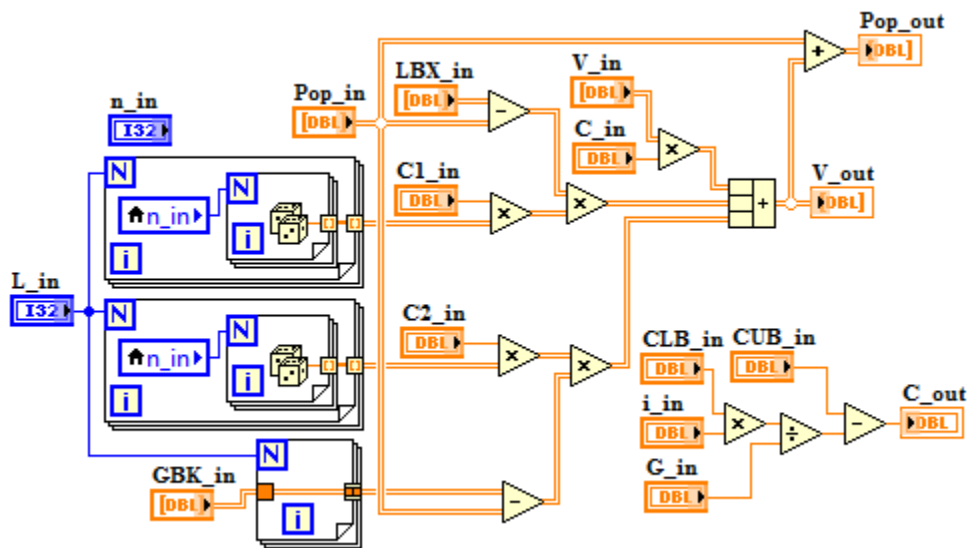 Pop_out
[DBL]
LBX_in
V_in
Pop_in
[DBL]
[DBL]
n_in
[DBL]
I32
C_in
DBL
V_out
C1_in
[DBL]
N
N
DBL
n_in
i
i
L_in
I32
N
N
C2_in
n_in
DBL
CLB_in
CUB_in
i
i
DBL
DBL
C_out
i_in
DBL
DBL
N
GBK_in
G_in
[DBL]
DBL
i